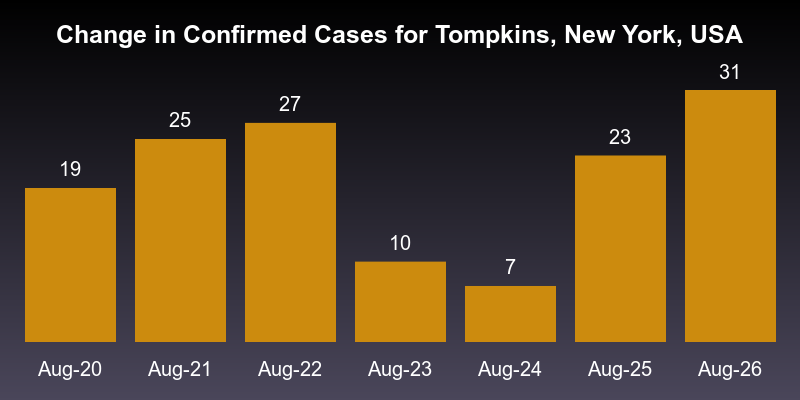 Change in Confirmed Cases for Tompkins, New York, USA
19
25
27
10
7
23
31
Aug-20
Aug-21
Aug-22
Aug-23
Aug-24
Aug-25
Aug-26